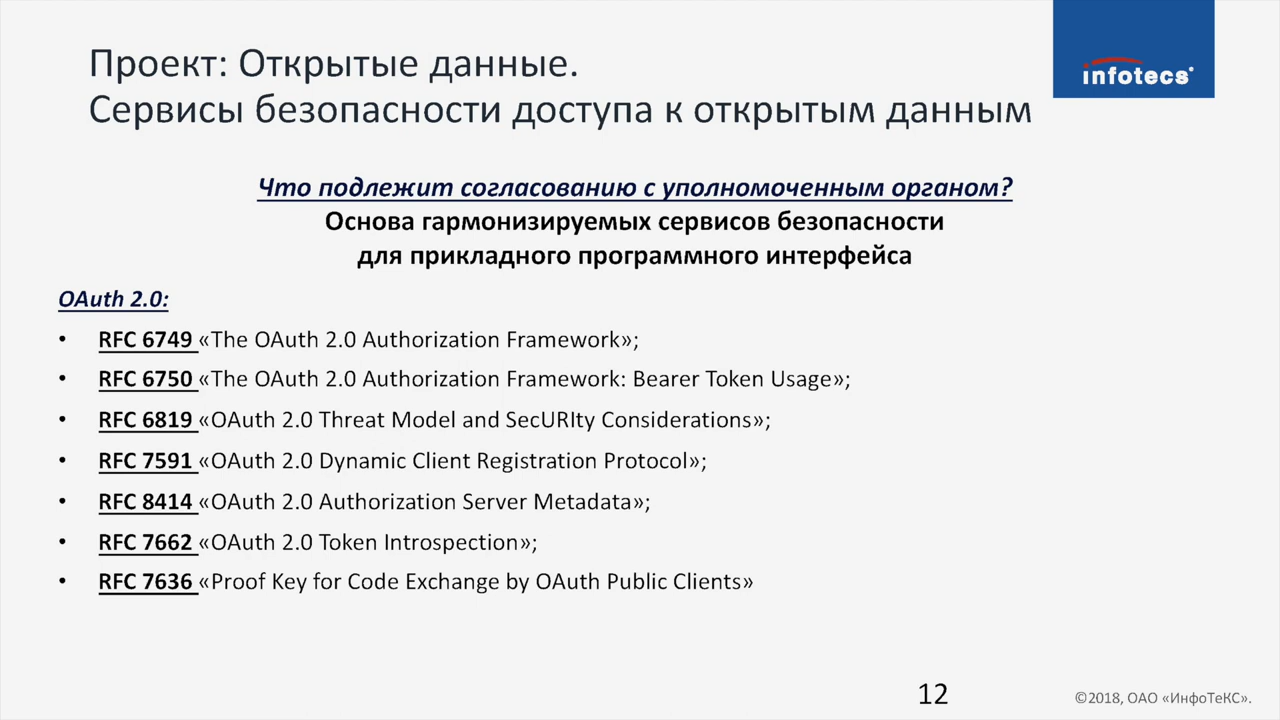 Проект: Открытые данные.
Сервисы безопасности доступа к открытым данным
infotecs
Что подлежит согласованию с уполномоченным органом?
Основа гармонизируемых сервисов безопасности
для прикладного программного интерфейса
OAuth 2.0:
• RFC 6749 «The OAuth 2.0 Authorization Framework»;
• RFC 6750 «The OAuth 2.0 Authorization Framework: Bearer Token Usage»;
• RFC 6819 «OAuth 2.0 Threat Model and SecURIty Considerations»;
• RFC 7591 «OAuth 2.0 Dynamic Client Registration Protocol»;
• RFC 8414 «OAuth 2.0 Authorization Server Metadata»;
• RFC 7662 «OAuth 2.0 Token Introspection»;
• RFC 7636 «Proof Key for Code Exchange by OAuth Public Clients»
12
©2018, ОАО «ИнфоТеКС».